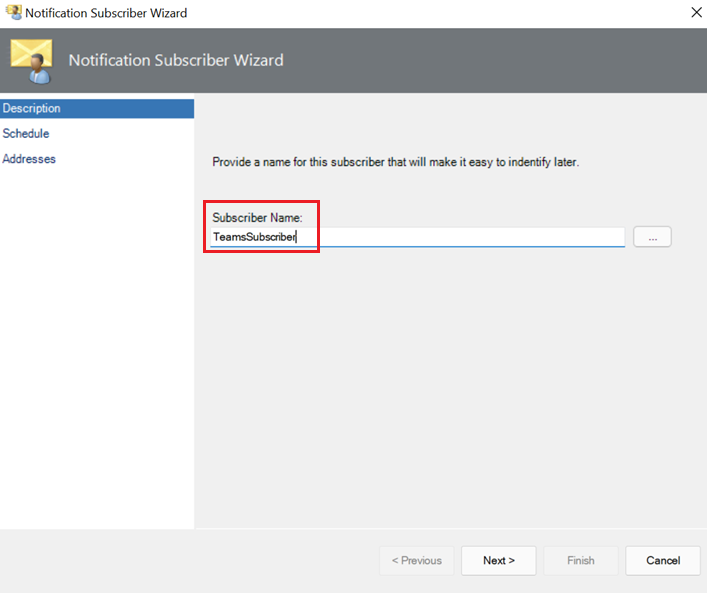 Notification Subscriber Wizard
Notification Subscriber Wizard
Description
Schedule
Addresses
Provide a name for this subscriber that will make it easy to indentify later.
Subscriber Name:
TeamsSubscriber
...
< Previous
Next >
Finish
Cancel